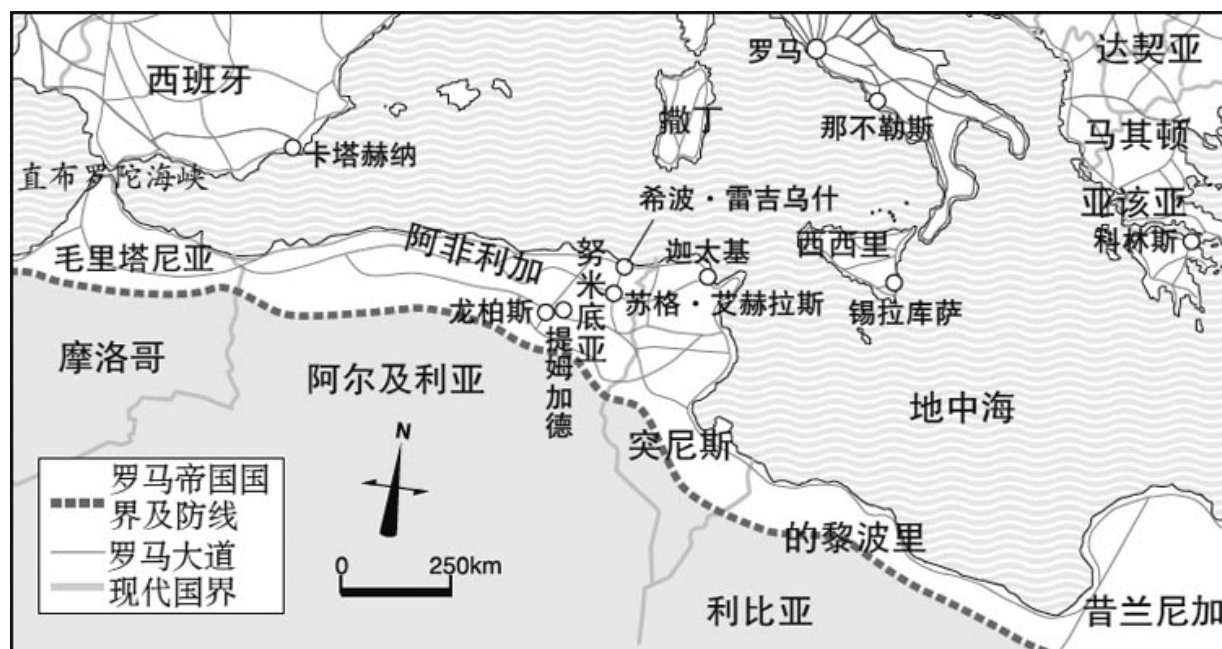 罗马
达契亚
西班牙
撒丁
那不勒斯
马其顿
卡塔赫纳
直布罗陀海峡
希波·雷吉乌什
亚该亚
科林斯
毛里塔尼亚
阿非利加
努米底亚
迦太基
西西里
龙柏斯
苏格·艾赫拉斯
锡拉库萨
提姆加德
摩洛哥
阿尔及利亚
地中海
突尼斯
N
罗马帝国国
界及防线
罗马大道
现代国界
0 250km
的黎波里
利比亚
昔兰尼加